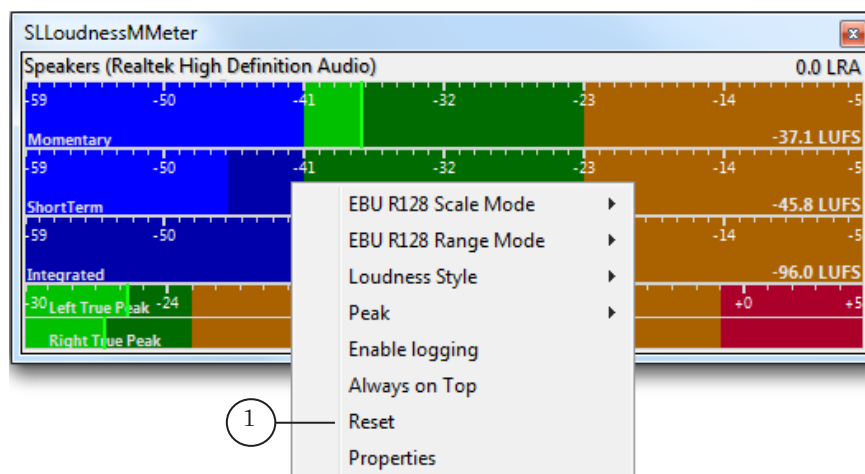 SLLoudnessMMeter
Speakers (Realtek High Definition Audio) 0.0 LRA
-59 -50 -41 -32 -23 -14 -5
Momentary -37.1 LUFS
-59 -50 -41 -32 -23 -14 -5
ShortTerm -45.8 LUFS
-59 -50 -14 -5
Integrated -96.0 LUFS
-30 Left True Peak -24 +0 +5
Right True Peak
EBU R128 Scale Mode
EBU R128 Range Mode
Loudness Style
Peak
Enable logging
Always on Top
1 Reset
Properties